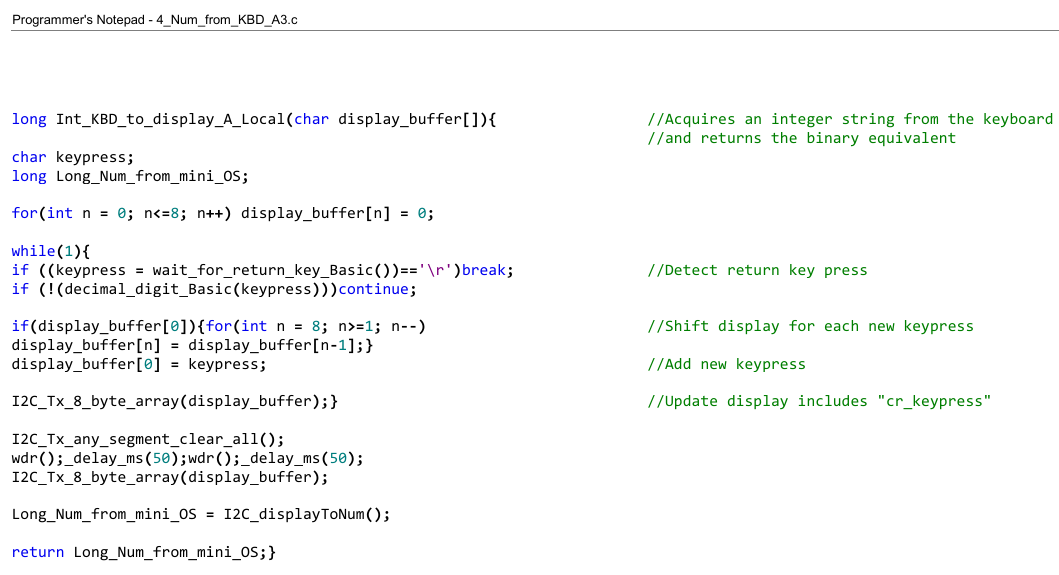 Programmer's Notepad - 4_Num_from_KBD_A3.c
long Int_KBD_to_display_A_Local(char display_buffer[]){ //Acquires an integer string from the keyboard
//and returns the binary equivalent
char keypress;
long Long_Num_from_mini_OS;
for(int n = 0; n<=8; n++) display_buffer[n] = 0;
while(1){
if ((keypress = wait_for_return_key_Basic())=='\r')break; //Detect return key press
if (!(decimal_digit_Basic(keypress)))continue;
if(display_buffer[0]){for(int n = 8; n>=1; n--) //Shift display for each new keypress
display_buffer[n] = display_buffer[n-1];}
display_buffer[0] = keypress; //Add new keypress
I2C_Tx_8_byte_array(display_buffer);} //Update display includes "cr_keypress"
I2C_Tx_any_segment_clear_all();
wdr();_delay_ms(50);wdr();_delay_ms(50);
I2C_Tx_8_byte_array(display_buffer);
Long_Num_from_mini_OS = I2C_displayToNum();
return Long_Num_from_mini_OS;}